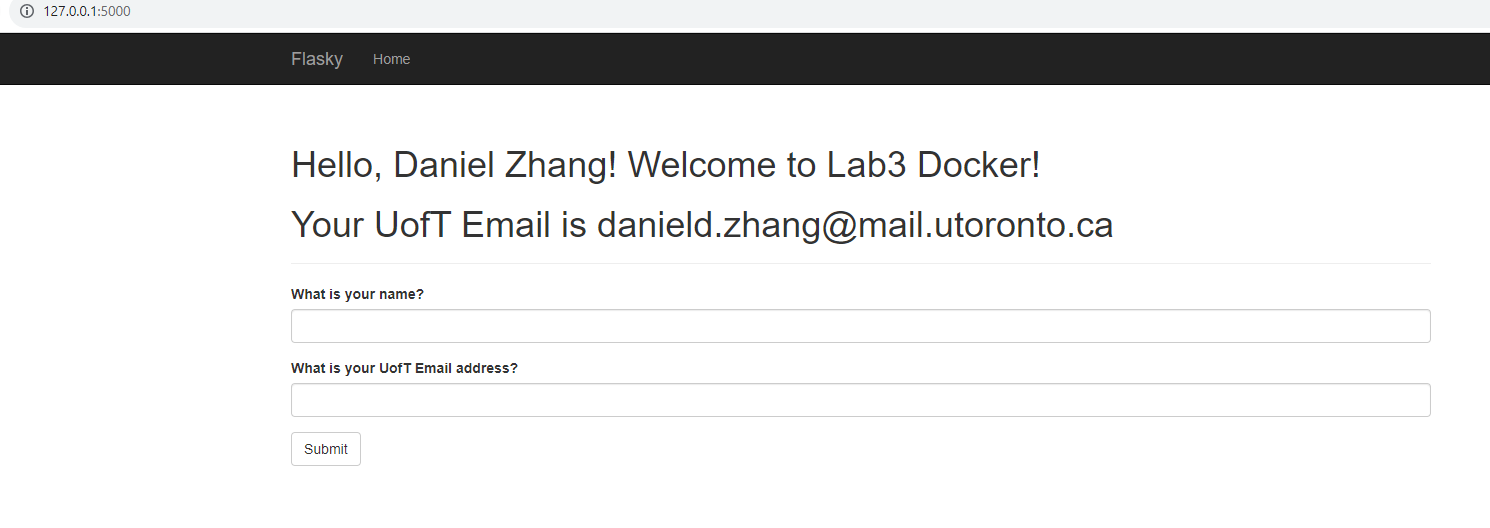 127.0.0.1:5000
Flasky Home
Hello, Daniel Zhang! Welcome to Lab3 Docker!
Your UofT Email is danield.zhang@mail.utoronto.ca
What is your name?
What is your UofT Email address?
Submit